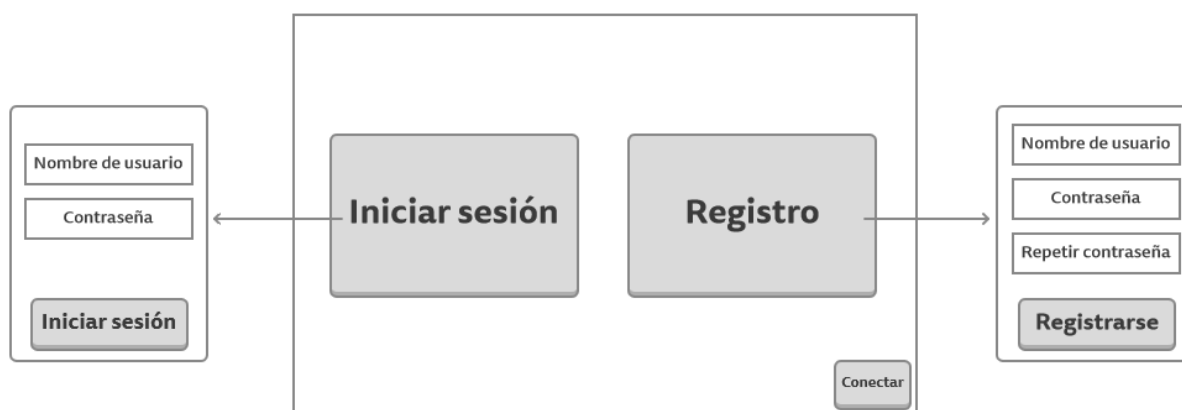 Nombre de usuario
Contraseña
Iniciar sesión
Iniciar sesión
Registro
Conectar
Nombre de usuario
Contraseña
Repetir contraseña
Registrarse